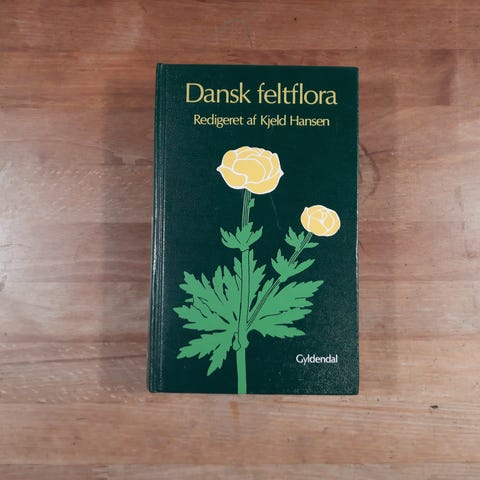 Dansk feltflora
Redigeret af Kjeld Hansen
Gyldendal